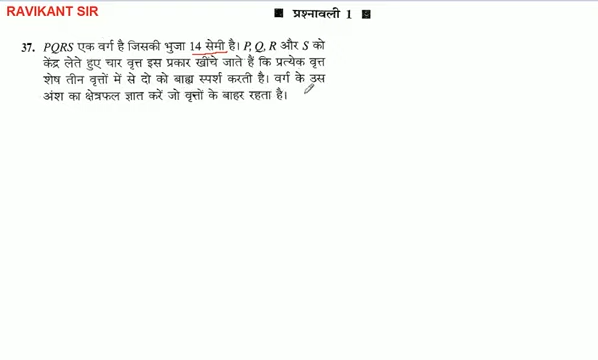 RAVIKANT SIR
प्रश्नावली 1
37. PQRS एक वर्ग है जिसकी भुजा 14 सेमी है। P, Q, R और S को
केंद्र लेते हुए चार वृत्त इस प्रकार खींचे जाते हैं कि प्रत्येक वृत्त
शेष तीन वृत्तों में से दो को बाह्य स्पर्श करती है। वर्ग के उस
अंश का क्षेत्रफल ज्ञात करें जो वृत्तों के बाहर रहता है।